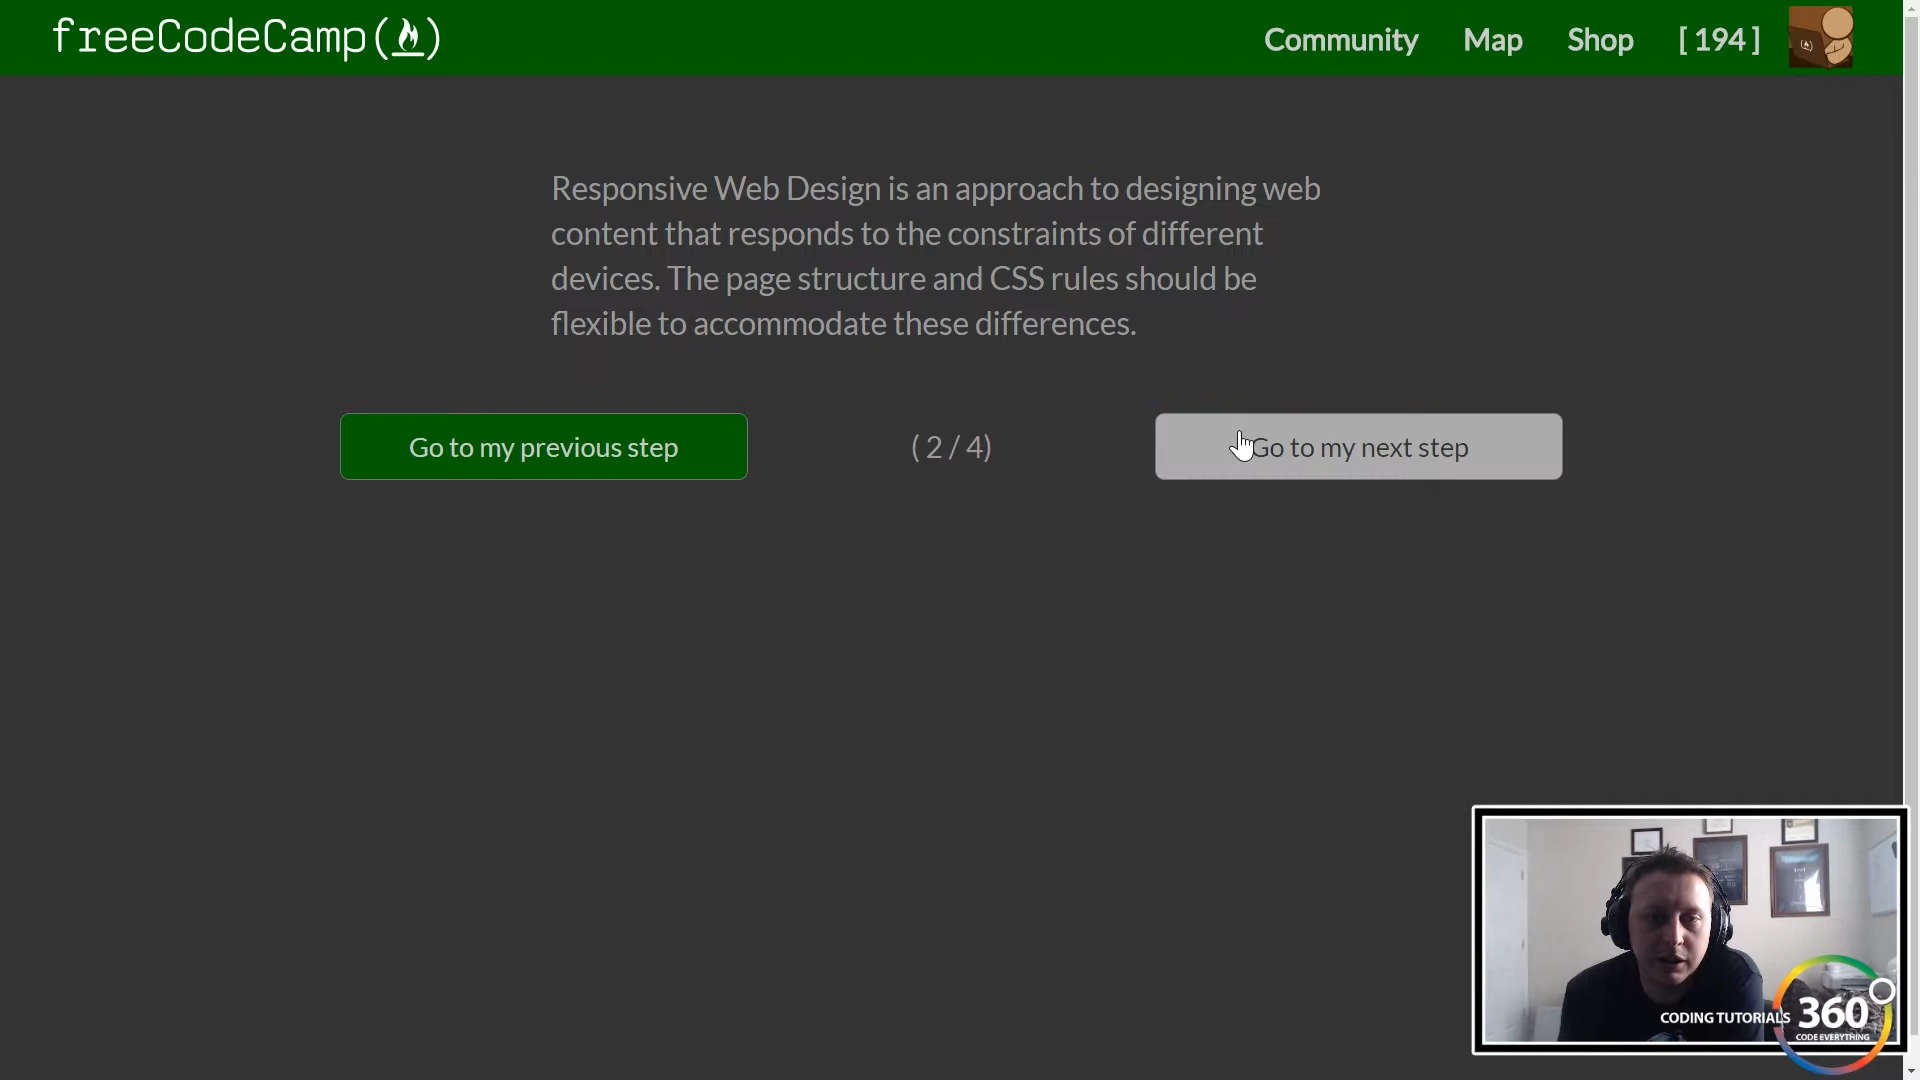 freeCodeCamp(🔥)
Community Map Shop [ 194 ]
Responsive Web Design is an approach to designing web
content that responds to the constraints of different
devices. The page structure and CSS rules should be
flexible to accommodate these differences.
Go to my previous step
( 2 / 4)
Go to my next step
CODING TUTORIALS 360
CODE EVERYTHING